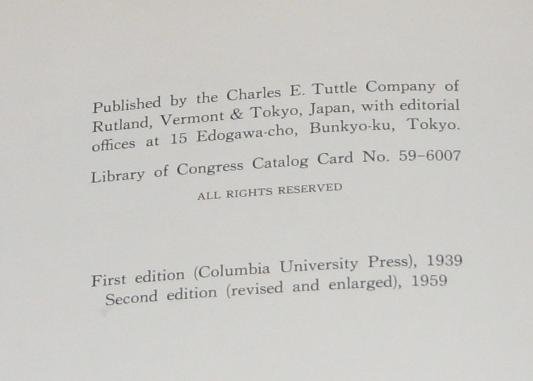 Published by the Charles E. Tuttle Company of
Rutland, Vermont & Tokyo, Japan, with editorial
offices at 15 Edogawa-cho, Bunkyo-ku, Tokyo.
Library of Congress Catalog Card No. 59-6007
ALL RIGHTS RESERVED
First edition (Columbia University Press), 1939
Second edition (revised and enlarged), 1959